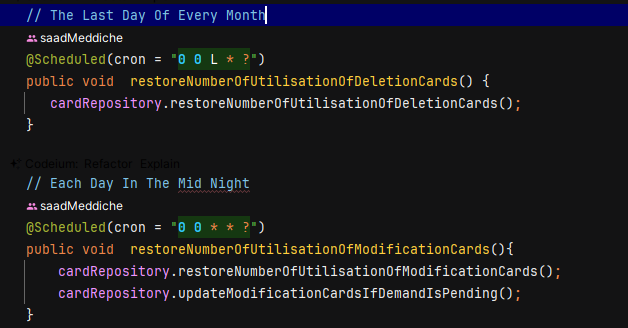 // The Last Day Of Every Month
saadMeddiche
@Scheduled(cron = "0 0 L * ?")
public void  restoreNumberOfUtilisationOfDeletionCards() {
cardRepository.restoreNumberOfUtilisationOfDeletionCards();
}
Codeium: Refactor Explain
// Each Day In The Mid Night
saadMeddiche
@Scheduled(cron = "0 0 * * ?")
public void  restoreNumberOfUtilisationOfModificationCards(){
cardRepository.restoreNumberOfUtilisationOfModificationCards();
cardRepository.updateModificationCardsIfDemandIsPending();
}